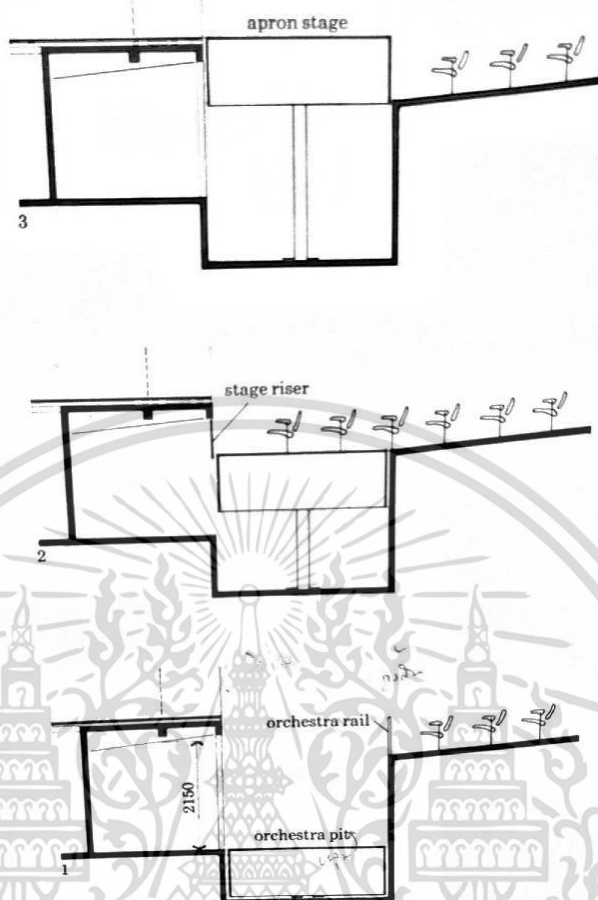 apron stage
3
stage riser
2
orchestra rail
2150
orchestra pit
1